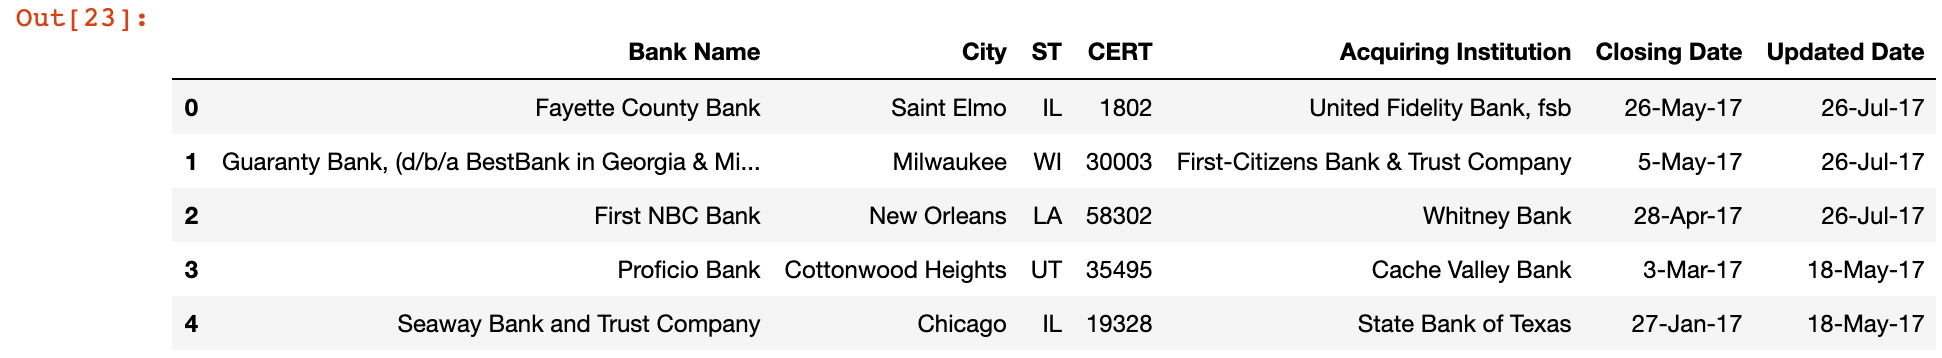 Out[23]:
Bank Name City ST CERT Acquiring Institution Closing Date Updated Date
0 Fayette County Bank Saint Elmo IL 1802 United Fidelity Bank, fsb 26-May-17 26-Jul-17
1 Guaranty Bank, (d/b/a BestBank in Georgia & Mi... Milwaukee WI 30003 First-Citizens Bank & Trust Company 5-May-17 26-Jul-17
2 First NBC Bank New Orleans LA 58302 Whitney Bank 28-Apr-17 26-Jul-17
3 Proficio Bank Cottonwood Heights UT 35495 Cache Valley Bank 3-Mar-17 18-May-17
4 Seaway Bank and Trust Company Chicago IL 19328 State Bank of Texas 27-Jan-17 18-May-17